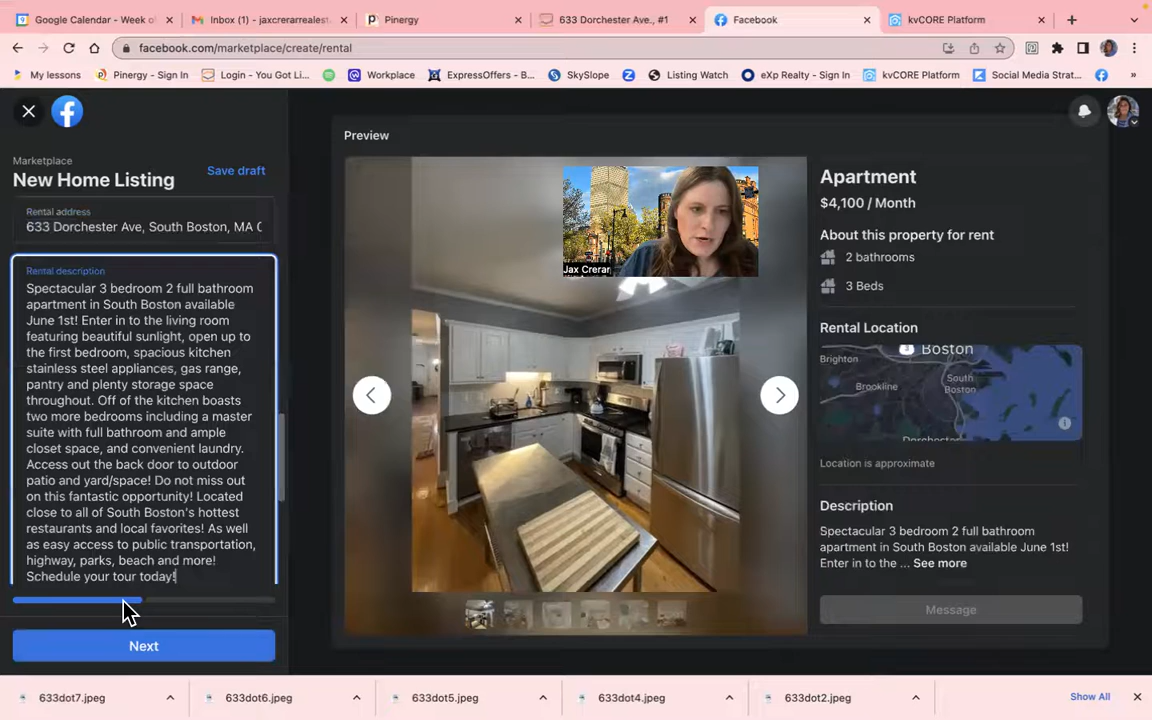 Google Calendar - Week o
Inbox (1) - jaxcrerarreales
Pinergy
633 Dorchester Ave., #1
Facebook
kvCORE Platform
facebook.com/marketplace/create/rental
My lessons
Pinergy - Sign In
Login - You Got Li...
Workplace
ExpressOffers - B...
SkySlope
Listing Watch
eXp Realty - Sign In
kvCORE Platform
Social Media Strat...
Marketplace
New Home Listing
Save draft
Rental address
633 Dorchester Ave, South Boston, MA
Rental description
Spectacular 3 bedroom 2 full bathroom
apartment in South Boston available
June 1st! Enter in to the living room
featuring beautiful sunlight, open up to
the first bedroom, spacious kitchen
stainless steel appliances, gas range,
pantry and plenty storage space
throughout. Off of the kitchen boasts
two more bedrooms including a master
suite with full bathroom and ample
closet space, and convenient laundry.
Access out the back door to outdoor
patio and yard/space! Do not miss out
on this fantastic opportunity! Located
close to all of South Boston's hottest
restaurants and local favorites! As well
as easy access to public transportation,
highway, parks, beach and more!
Schedule your tour today!
Next
Preview
Jax Crerar
Apartment
$4,100 / Month
About this property for rent
2 bathrooms
3 Beds
Rental Location
Boston
Brighton
Brookline
South
Boston
Dorchester
Location is approximate
Description
Spectacular 3 bedroom 2 full bathroom
apartment in South Boston available June 1st!
Enter in to the ... See more
Message
633dot7.jpeg
633dot6.jpeg
633dot5.jpeg
633dot4.jpeg
633dot2.jpeg
Show All